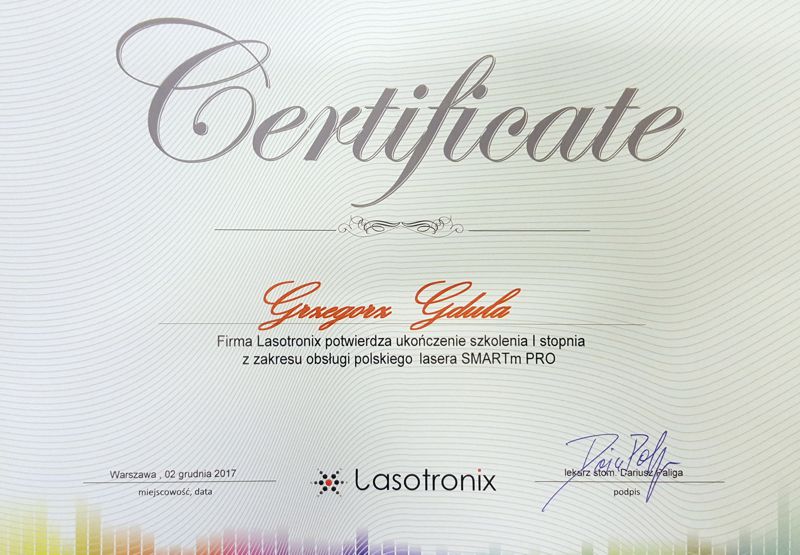 Certificate
Grzegorz Gdula
Firma Lasotronix potwierdza ukończenie szkolenia I stopnia
z zakresu obsługi polskiego lasera SMARTm PRO
Warszawa , 02 grudnia 2017
miejscowość, data
Lasotronix
lekarz stom. Dariusz Paliga
podpis